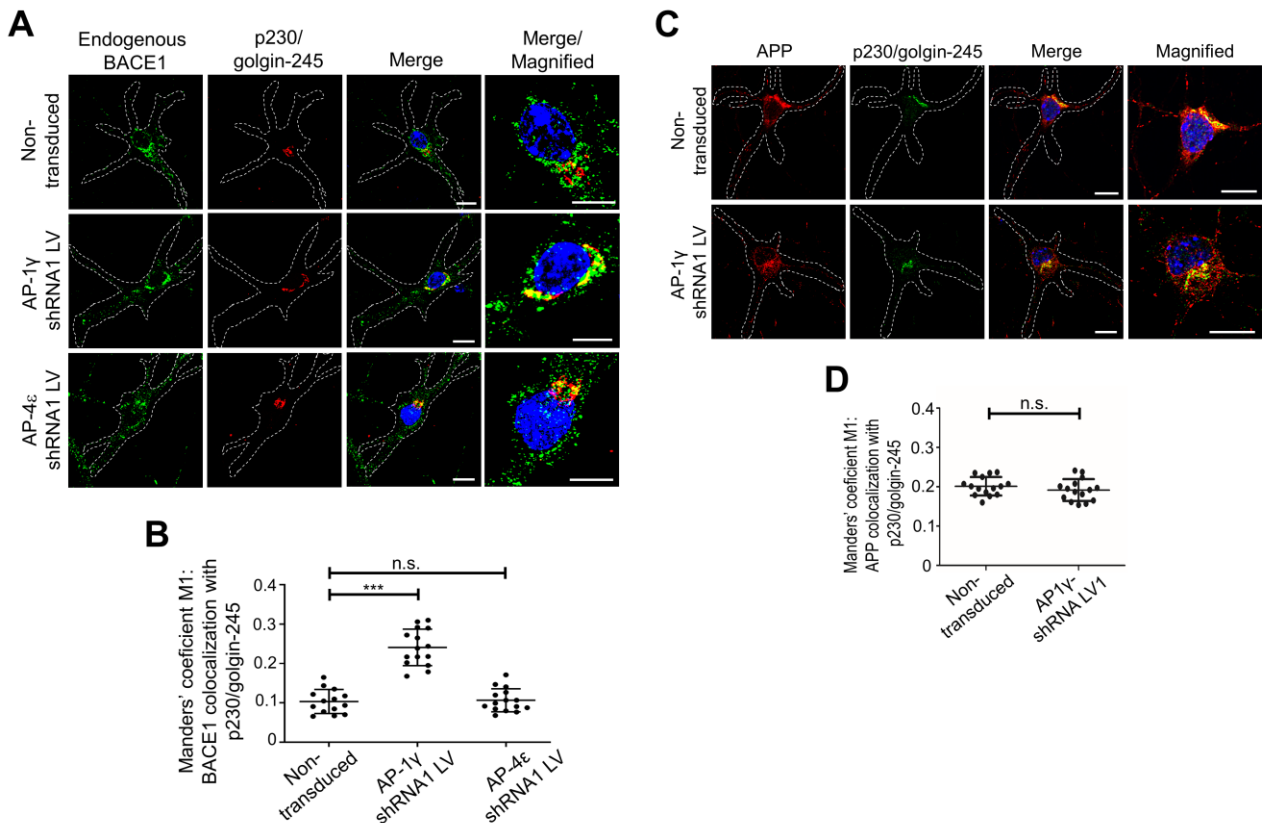 A
Endogenous
BACE1
p230/
golgin-245
Merge
Merge/
Magnified
Non-
transduced
AP-1γ
shRNA1 LV
AP-4ε
shRNA1 LV
B
Manders' coeficient M1:
BACE1 colocalization with
p230/golgin-245
0.4
0.3
0.2
0.1
0
n.s.
***
Non-
transduced
AP-1γ
shRNA1 LV
AP-4ε
shRNA1 LV
C
APP
p230/golgin-245
Merge
Magnified
Non-
transduced
AP-1γ
shRNA1 LV
D
Manders' coeficient M1:
APP colocalization with
p230/golgin-245
0.4
0.3
0.2
0.1
0
n.s.
Non-
transduced
AP1γ-
shRNA LV1